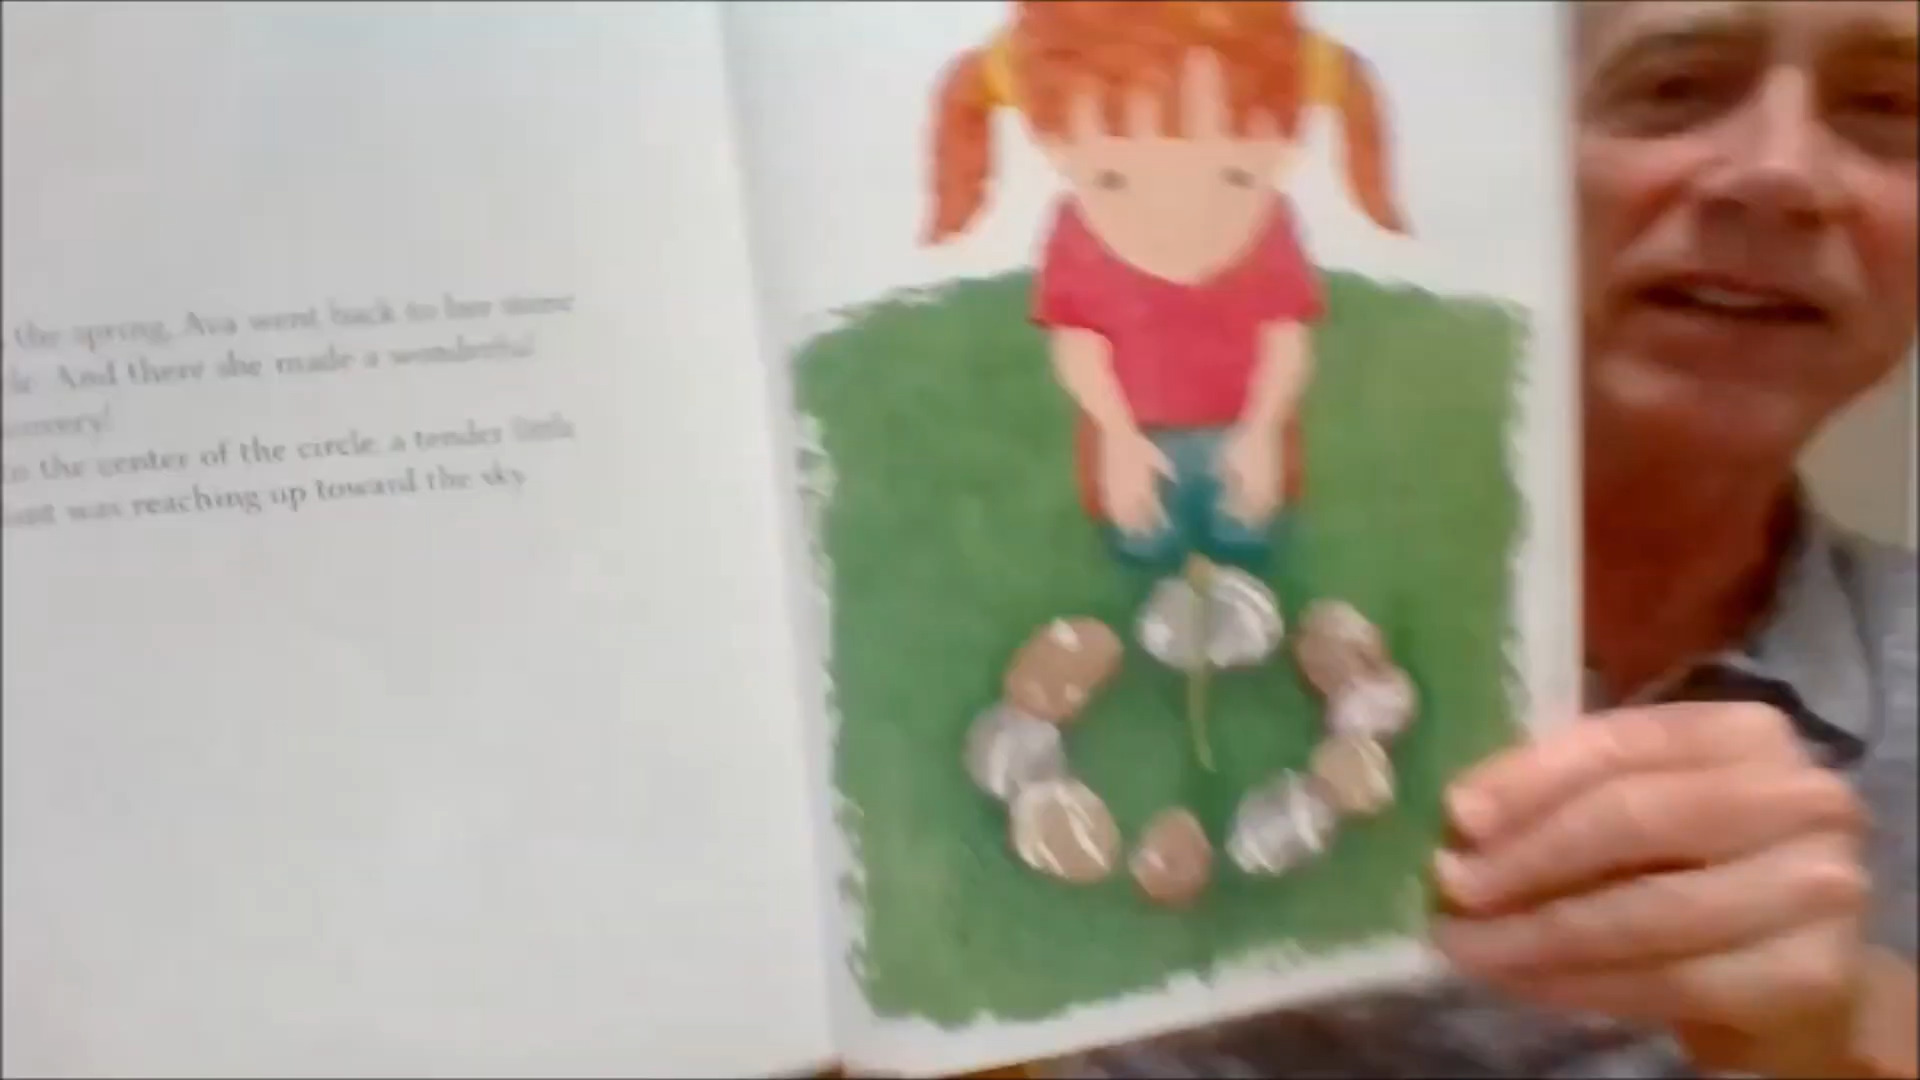 the spring, Ava went back to her stone
le. And there she made a wonderful
covery!
n the center of the circle, a tender little
ant was reaching up toward the sky